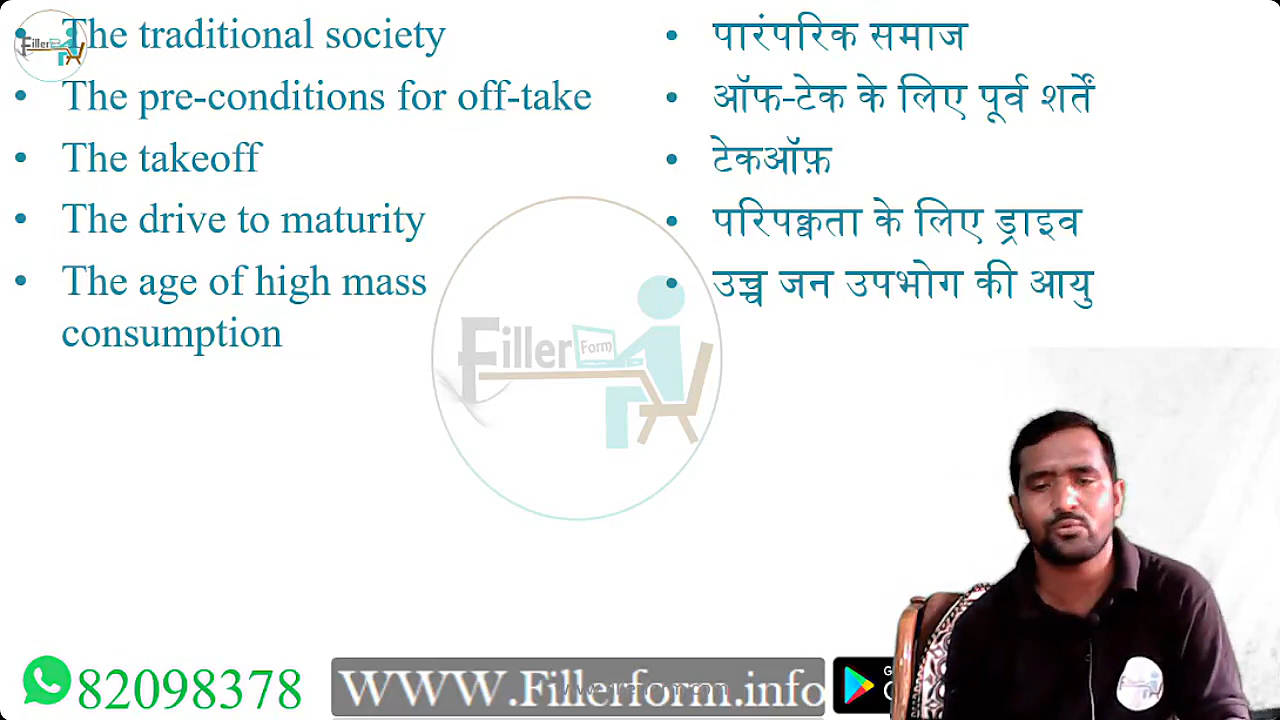 The traditional society
The pre-conditions for off-take
The takeoff
The drive to maturity
The age of high mass
consumption
पारंपरिक समाज
ऑफ-टेक के लिए पूर्व शर्तें
टेकऑफ़
परिपक्वता के लिए ड्राइव
उच्च जन उपभोग की आयु
Filler Form
82098378
WWW.Fillerform.info